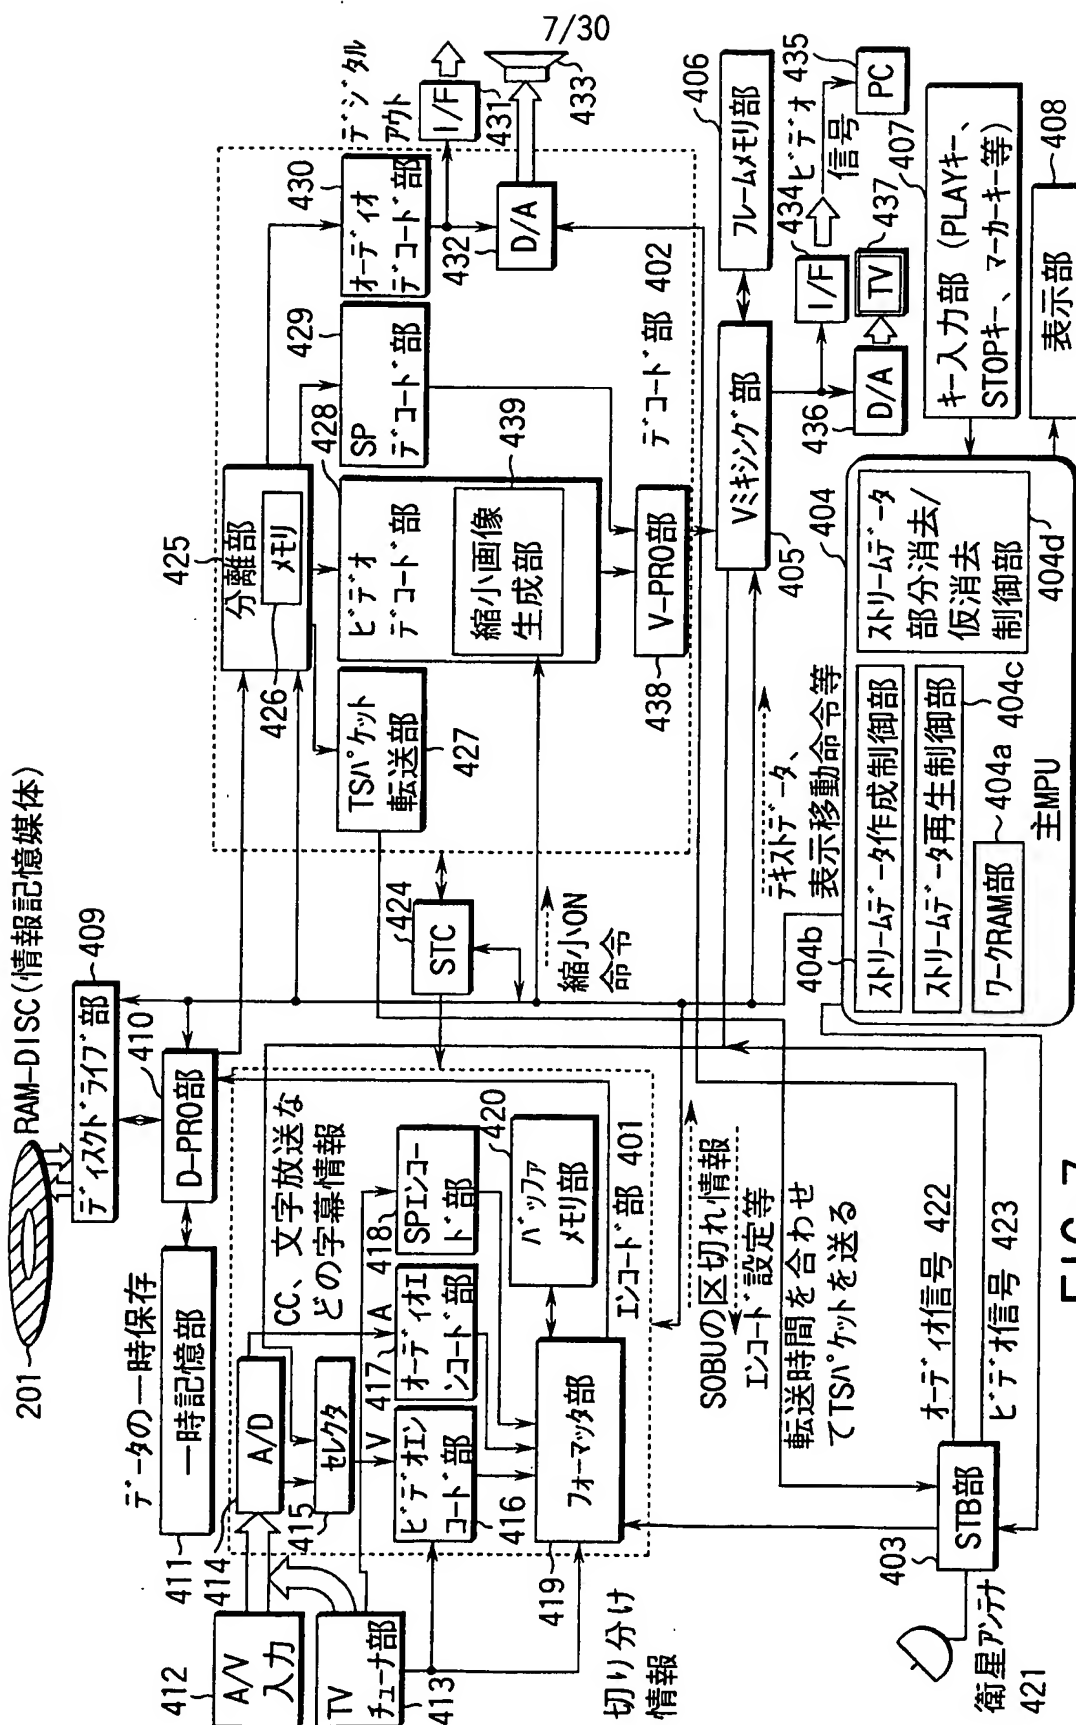 7/30
201
RAM-DISC(情報記憶媒体)
ディスクドライブ部
409
410
D-PRO部
データの一時保存
一時記憶部
411
412
A/V
入力
TV
チューナ部
413
414
A/D
415
セレクタ
CC、文字放送な
どの字幕情報
V
417
A
418
420
ビデオエン
コード部
416
オーディオエ
ンコード部
SPエンコー
ド部
バッファ
メモリ部
フォーマッタ部
419
エンコード部 401
切り分け
情報
425
分離部
メモリ
426
TSパケット
転送部
427
428
ビデオ
デコード部
縮小画像
生成部
439
429
SP
デコード部
430
オーディオ
デコード部
デジタル
アウト
I/F
431
432
D/A
433
デコード部 402
V-PRO部
438
424
STC
縮小ON
命令
Vミキシング部
405
フレームメモリ部
406
I/F
434
ビデオ
信号
435
PC
436
D/A
TV
437
テキストデータ、
表示移動命令等
SOBUの区切れ情報
エンコード設定等
転送時間を合わせ
てTSパケットを送る
オーディオ信号 422
ビデオ信号 423
403
STB部
衛星アンテナ
421
404
404b
ストリームデータ作成制御部
ストリームデータ再生制御部
404c
ワークRAM部
404a
ストリームデータ
部分消去/
仮消去
制御部
404d
主MPU
407
キー入力部 (PLAYキー、
STOPキー、マーカーキー等)
408
表示部
FIG.7